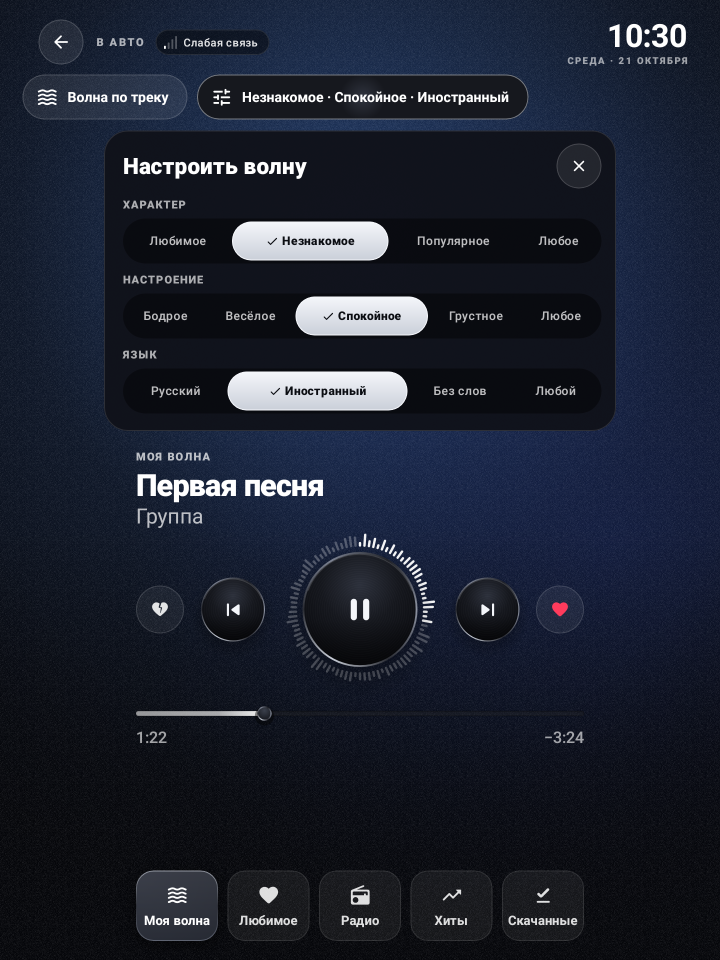 В АВТО
Слабая связь
10:30
СРЕДА · 21 ОКТЯБРЯ
Волна по треку
Незнакомое · Спокойное · Иностранный
Настроить волну
ХАРАКТЕР
Любимое Незнакомое Популярное Любое
НАСТРОЕНИЕ
Бодрое Весёлое Спокойное Грустное Любое
ЯЗЫК
Русский Иностранный Без слов Любой
МОЯ ВОЛНА
Первая песня
Группа
1:22 −3:24
Моя волна Любимое Радио Хиты Скачанные